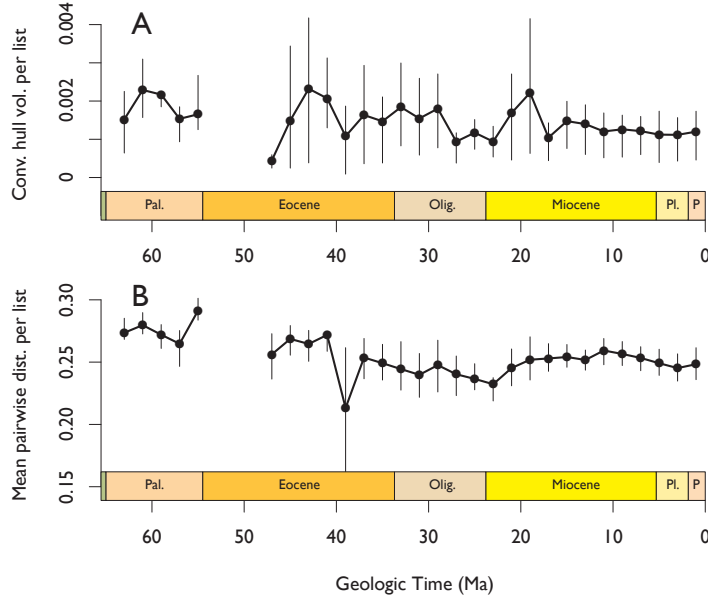 A
Conv. hull vol. per list
0.004
0.002
0
Pal. Eocene Olig. Miocene Pl. P
60 50 40 30 20 10 0
B
Mean pairwise dist. per list
0.30
0.25
0.20
0.15
Pal. Eocene Olig. Miocene Pl. P
60 50 40 30 20 10 0
Geologic Time (Ma)